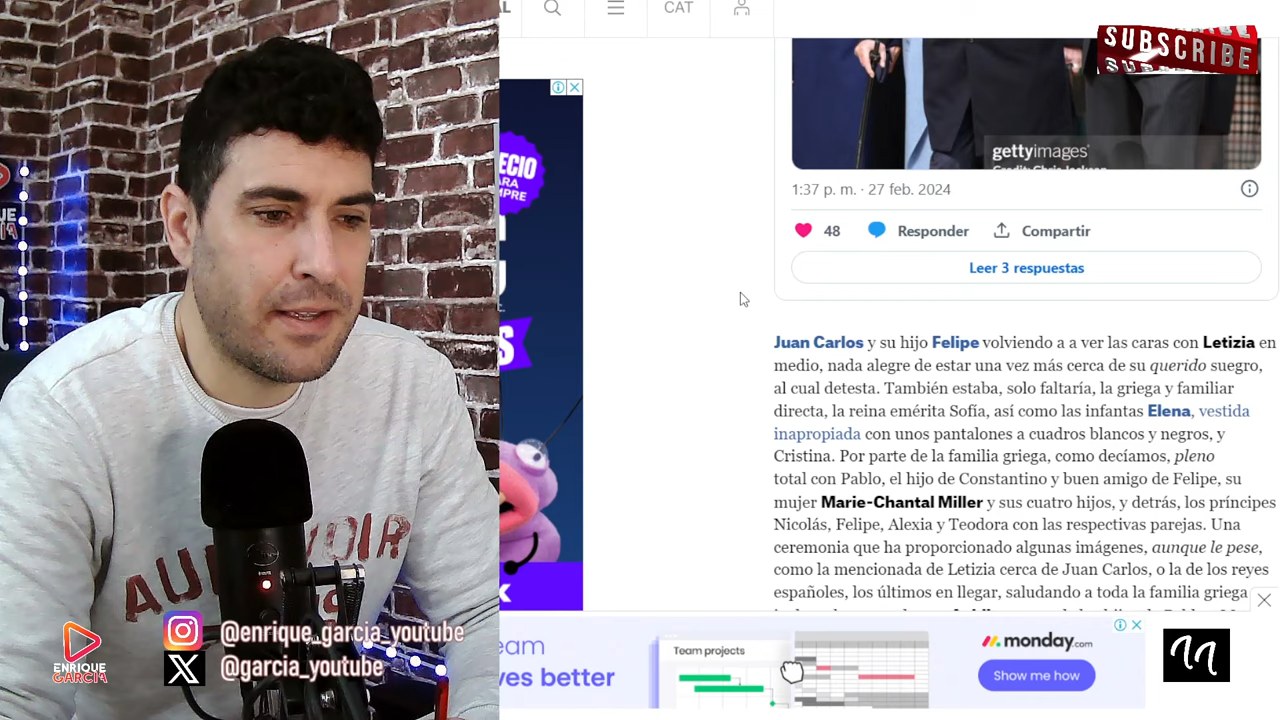 CAT
SUBSCRIBE
gettyimages
1:37 p. m. · 27 feb. 2024
48 Responder Compartir
Leer 3 respuestas
Juan Carlos y su hijo Felipe volviendo a a ver las caras con Letizia en
medio, nada alegre de estar una vez más cerca de su querido suegro,
al cual detesta. También estaba, solo faltaría, la griega y familiar
directa, la reina emérita Sofía, así como las infantas Elena, vestida
inapropiada con unos pantalones a cuadros blancos y negros, y
Cristina. Por parte de la familia griega, como decíamos, pleno
total con Pablo, el hijo de Constantino y buen amigo de Felipe, su
mujer Marie-Chantal Miller y sus cuatro hijos, y detrás, los príncipes
Nicolás, Felipe, Alexia y Teodora con las respectivas parejas. Una
ceremonia que ha proporcionado algunas imágenes, aunque le pese,
como la mencionada de Letizia cerca de Juan Carlos, o la de los reyes
españoles, los últimos en llegar, saludando a toda la familia griega
@enrique_garcia_youtube
@garcia_youtube
ENRIQUE
GARCIA
Team projects
monday.com
Show me how
better